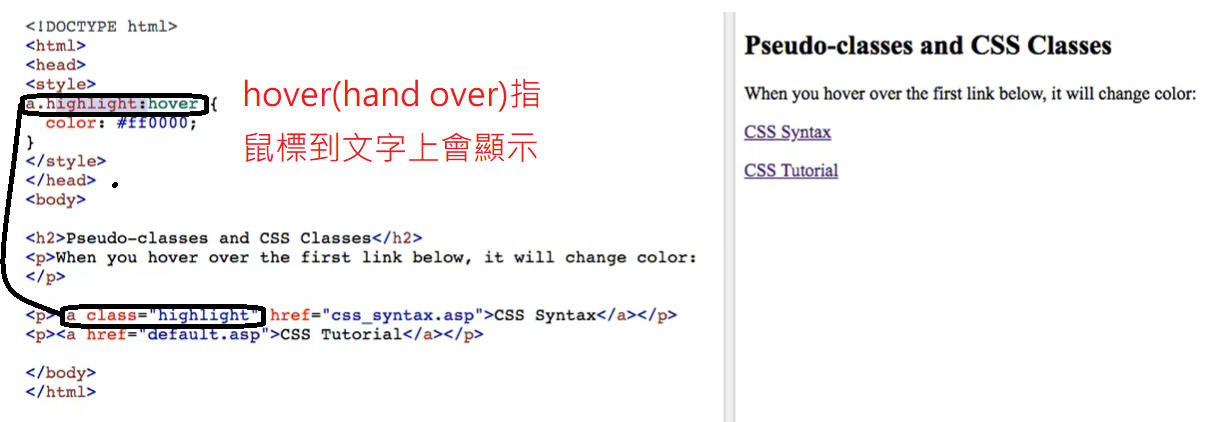 <!DOCTYPE html>
<html>
<head>
<style>
a.highlight:hover {
  color: #ff0000;
}
</style>
</head>
<body>
<h2>Pseudo-classes and CSS Classes</h2>
<p>When you hover over the first link below, it will change color:
</p>
<p><a class="highlight" href="css_syntax.asp">CSS Syntax</a></p>
<p><a href="default.asp">CSS Tutorial</a></p>
</body>
</html>
hover(hand over)指
鼠標到文字上會顯示
Pseudo-classes and CSS Classes
When you hover over the first link below, it will change color:
CSS Syntax
CSS Tutorial